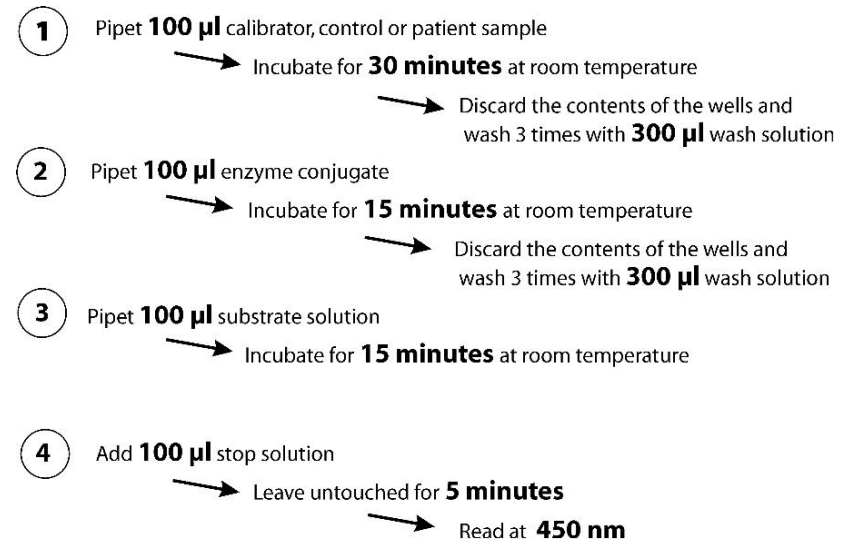 1 Pipet 100 µl calibrator, control or patient sample
Incubate for 30 minutes at room temperature
Discard the contents of the wells and
wash 3 times with 300 µl wash solution
2 Pipet 100 µl enzyme conjugate
Incubate for 15 minutes at room temperature
Discard the contents of the wells and
wash 3 times with 300 µl wash solution
3 Pipet 100 µl substrate solution
Incubate for 15 minutes at room temperature
4 Add 100 µl stop solution
Leave untouched for 5 minutes
Read at 450 nm